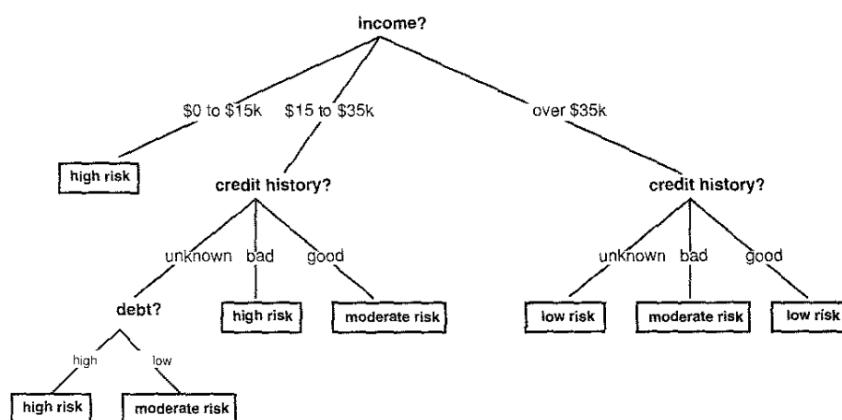 income?
$0 to $15k
$15 to $35k
over $35k
high risk
credit history?
credit history?
unknown
bad
good
unknown
bad
good
debt?
high risk
moderate risk
low risk
moderate risk
low risk
high
low
high risk
moderate risk